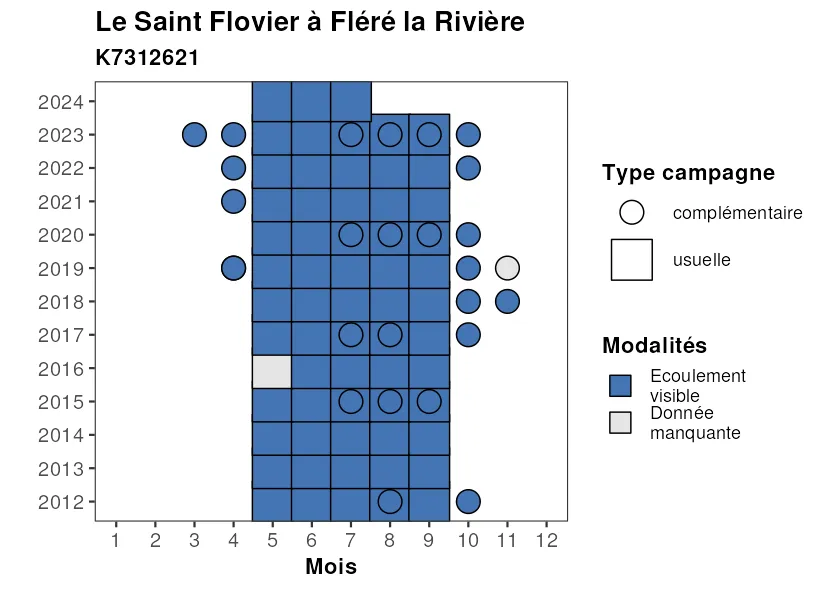 Le Saint Flovier à Fléré la Rivière
K7312621
2024
2023
2022
2021
2020
2019
2018
2017
2016
2015
2014
2013
2012
1 2 3 4 5 6 7 8 9 10 11 12
Mois
Type campagne
complémentaire
usuelle
Modalités
Ecoulement
visible
Donnée
manquante